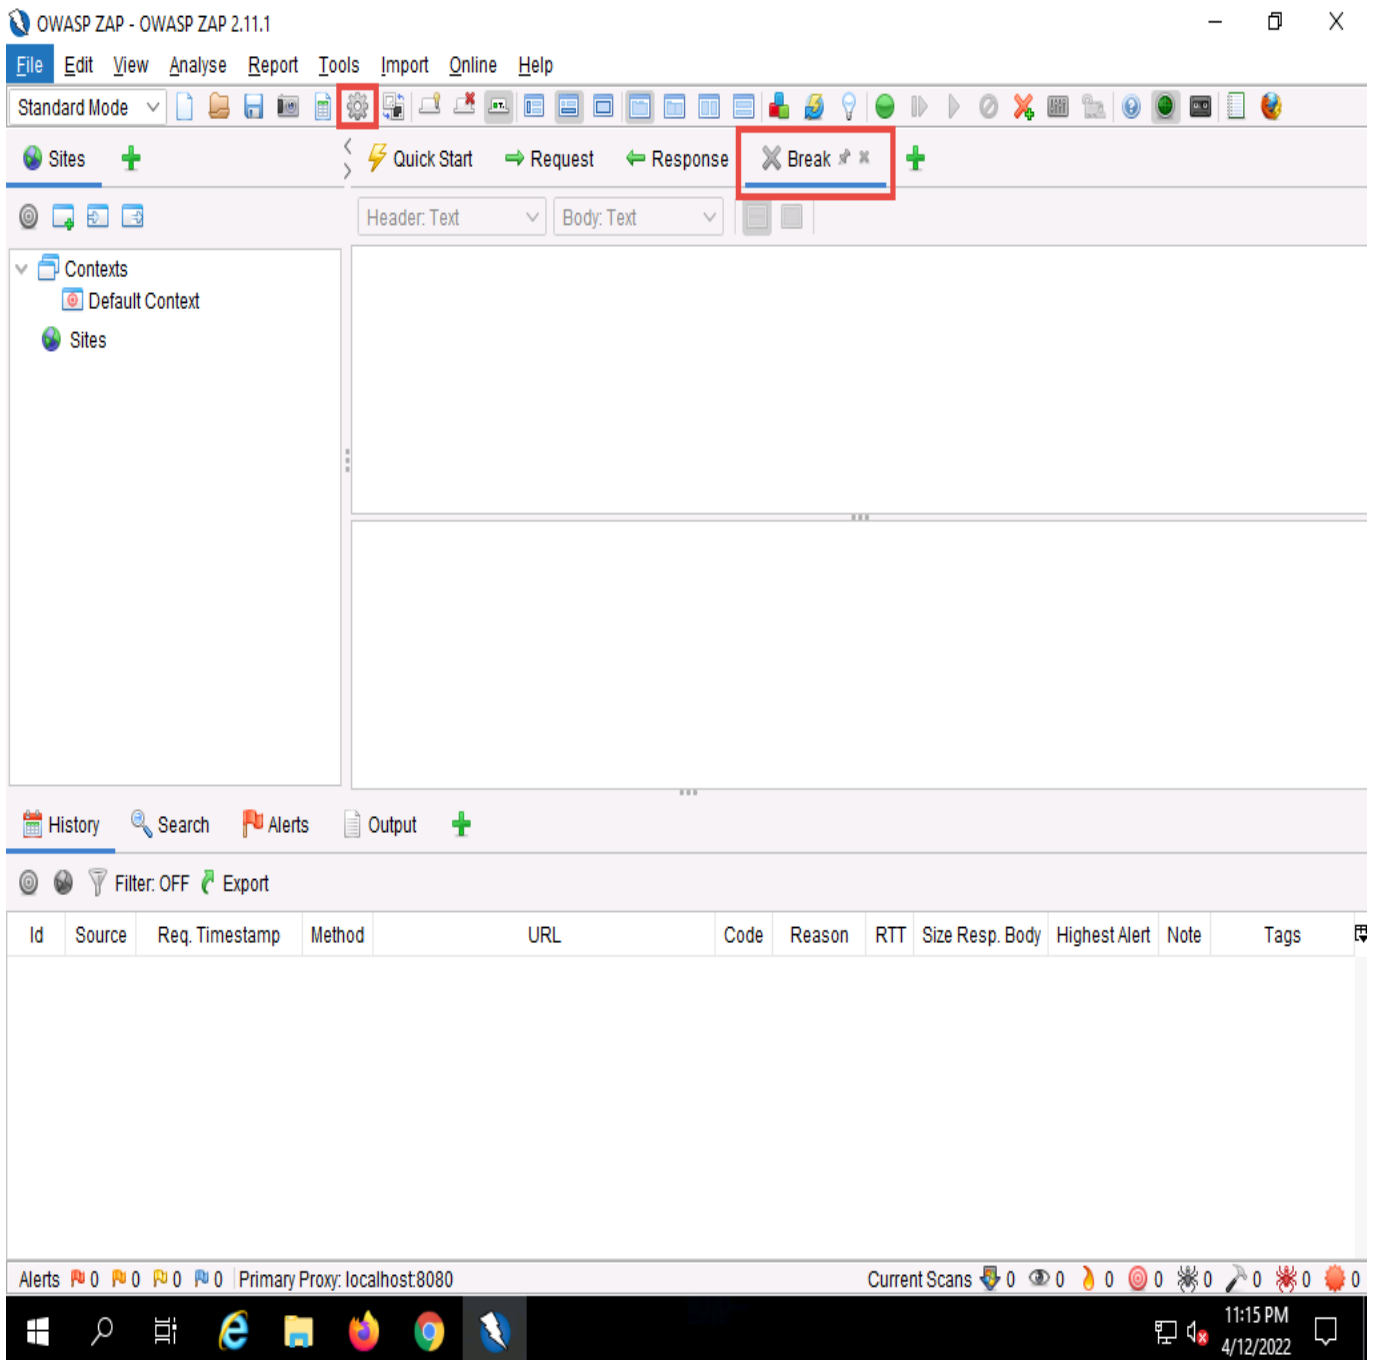 OWASP ZAP - OWASP ZAP 2.11.1
File Edit View Analyse Report Tools Import Online Help
Standard Mode
Sites
Quick Start Request Response Break
Header: Text Body: Text
Contexts
Default Context
Sites
History Search Alerts Output
Filter: OFF Export
Id Source Req. Timestamp Method URL Code Reason RTT Size Resp. Body Highest Alert Note Tags
Alerts 0 0 0 0 Primary Proxy: localhost:8080 Current Scans 0 0 0 0 0 0 0 0
11:15 PM
4/12/2022